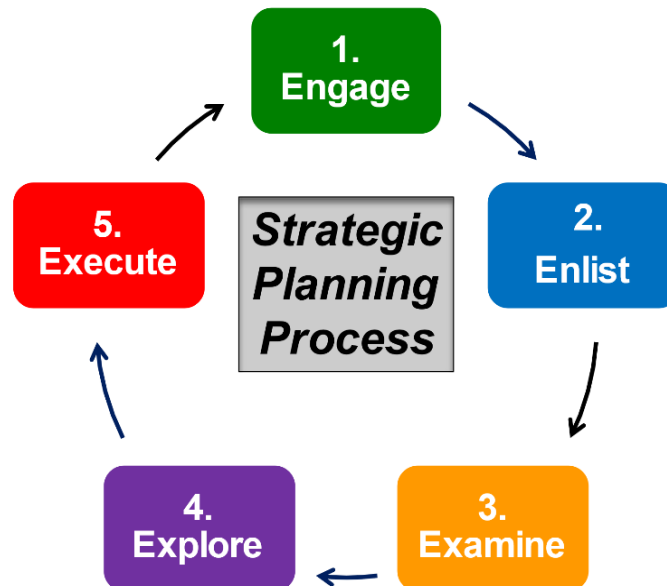 1.
Engage
2.
Enlist
3.
Examine
4.
Explore
5.
Execute
Strategic
Planning
Process